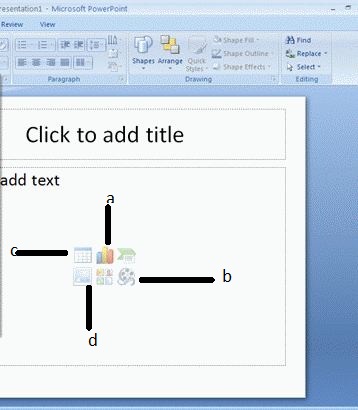 resentation1 - Microsoft PowerPoint
Review View
Shapes Arrange Quick Styles
Shape Fill
Shape Outline
Shape Effects
Find
Replace
Select
Paragraph Drawing Editing
Click to add title
add text
a
c
b
d